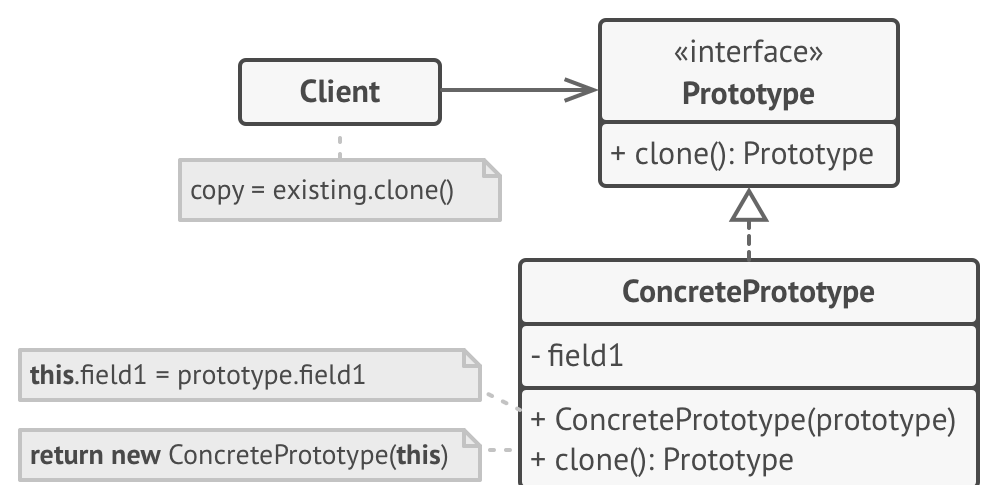 «interface»
Prototype
Client
+ clone(): Prototype
copy = existing.clone()
ConcretePrototype
- field1
this.field1 = prototype.field1
+ ConcretePrototype(prototype)
return new ConcretePrototype(this)
+ clone(): Prototype